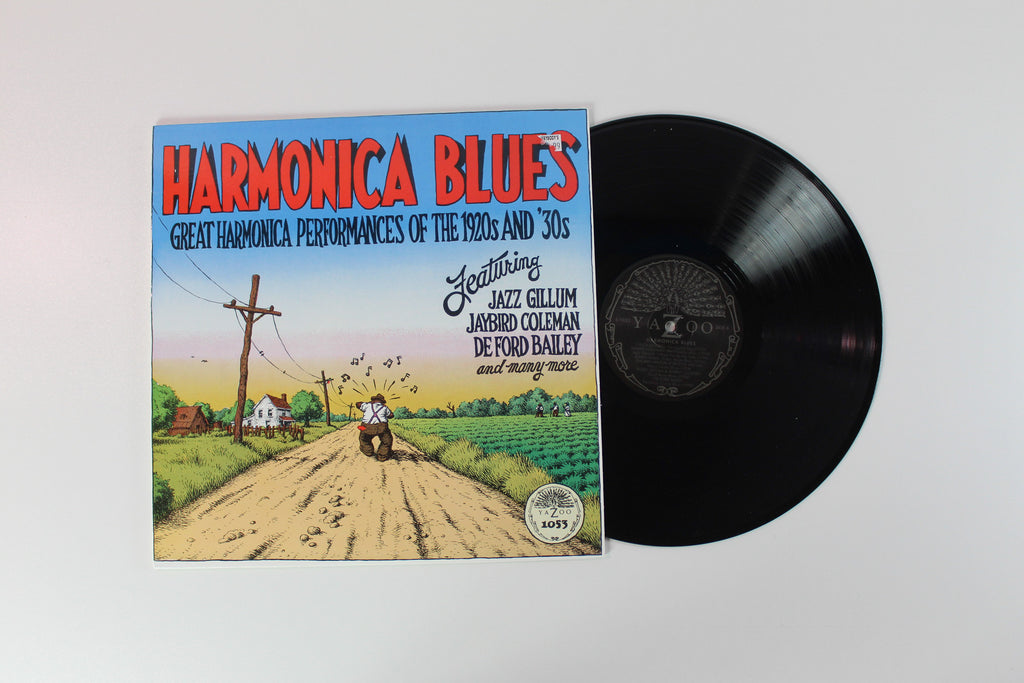 HARMONICA BLUES
GREAT HARMONICA PERFORMANCES OF THE 1920s AND '30s
Featuring
JAZZ GILLUM
JAYBIRD COLEMAN
DE FORD BAILEY
and many more
YAZOO
1053
YAZOO
HARMONICA BLUES